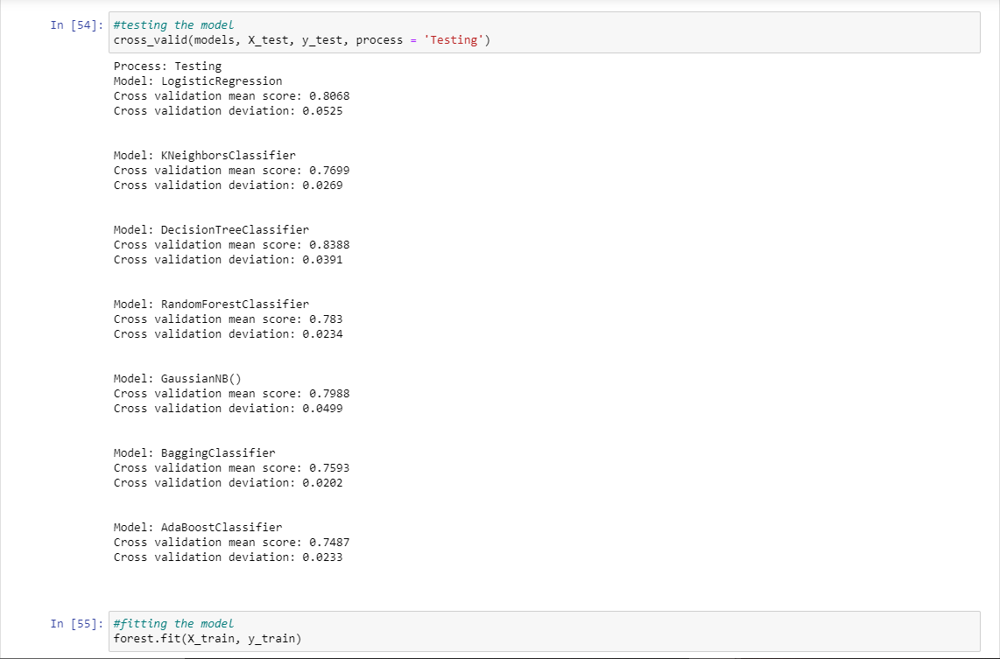 In [54]: #testing the model
cross_valid(models, X_test, y_test, process = 'Testing')
Process: Testing
Model: LogisticRegression
Cross validation mean score: 0.8068
Cross validation deviation: 0.0525
Model: KNeighborsClassifier
Cross validation mean score: 0.7699
Cross validation deviation: 0.0269
Model: DecisionTreeClassifier
Cross validation mean score: 0.8388
Cross validation deviation: 0.0391
Model: RandomForestClassifier
Cross validation mean score: 0.783
Cross validation deviation: 0.0234
Model: GaussianNB()
Cross validation mean score: 0.7988
Cross validation deviation: 0.0499
Model: BaggingClassifier
Cross validation mean score: 0.7593
Cross validation deviation: 0.0202
Model: AdaBoostClassifier
Cross validation mean score: 0.7487
Cross validation deviation: 0.0233
In [55]: #fitting the model
forest.fit(X_train, y_train)